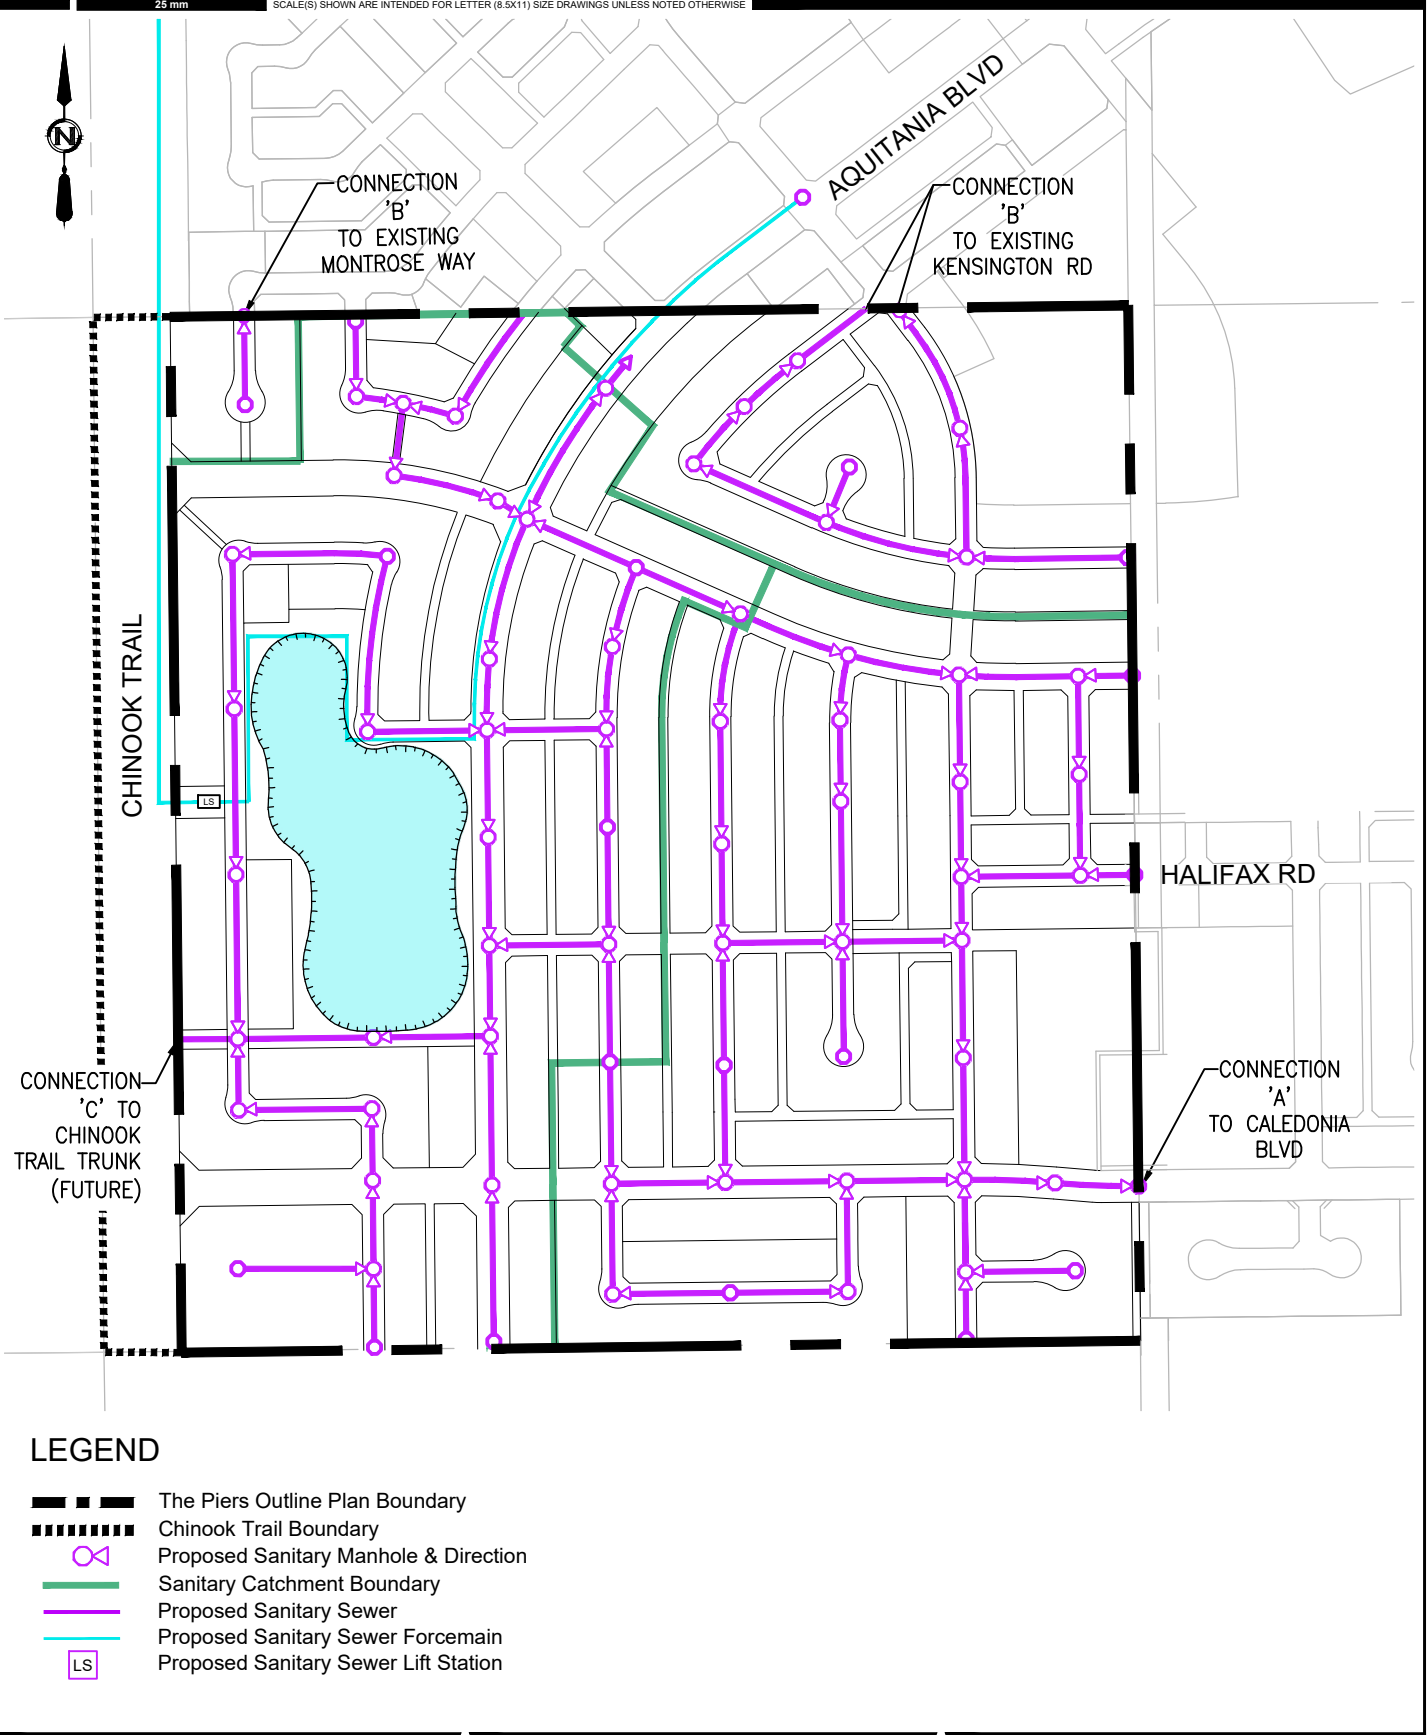 25 mm
SCALE(S) SHOWN ARE INTENDED FOR LETTER (8.5X11) SIZE DRAWINGS UNLESS NOTED OTHERWISE
N
AQUITANIA BLVD
CONNECTION
'B'
TO EXISTING
MONTROSE WAY
CONNECTION
'B'
TO EXISTING
KENSINGTON RD
CHINOOK TRAIL
LS
HALIFAX RD
CONNECTION
'C' TO
CHINOOK
TRAIL TRUNK
(FUTURE)
CONNECTION
'A'
TO CALEDONIA
BLVD
LEGEND
The Piers Outline Plan Boundary
Chinook Trail Boundary
Proposed Sanitary Manhole & Direction
Sanitary Catchment Boundary
Proposed Sanitary Sewer
Proposed Sanitary Sewer Forcemain
LS
Proposed Sanitary Sewer Lift Station